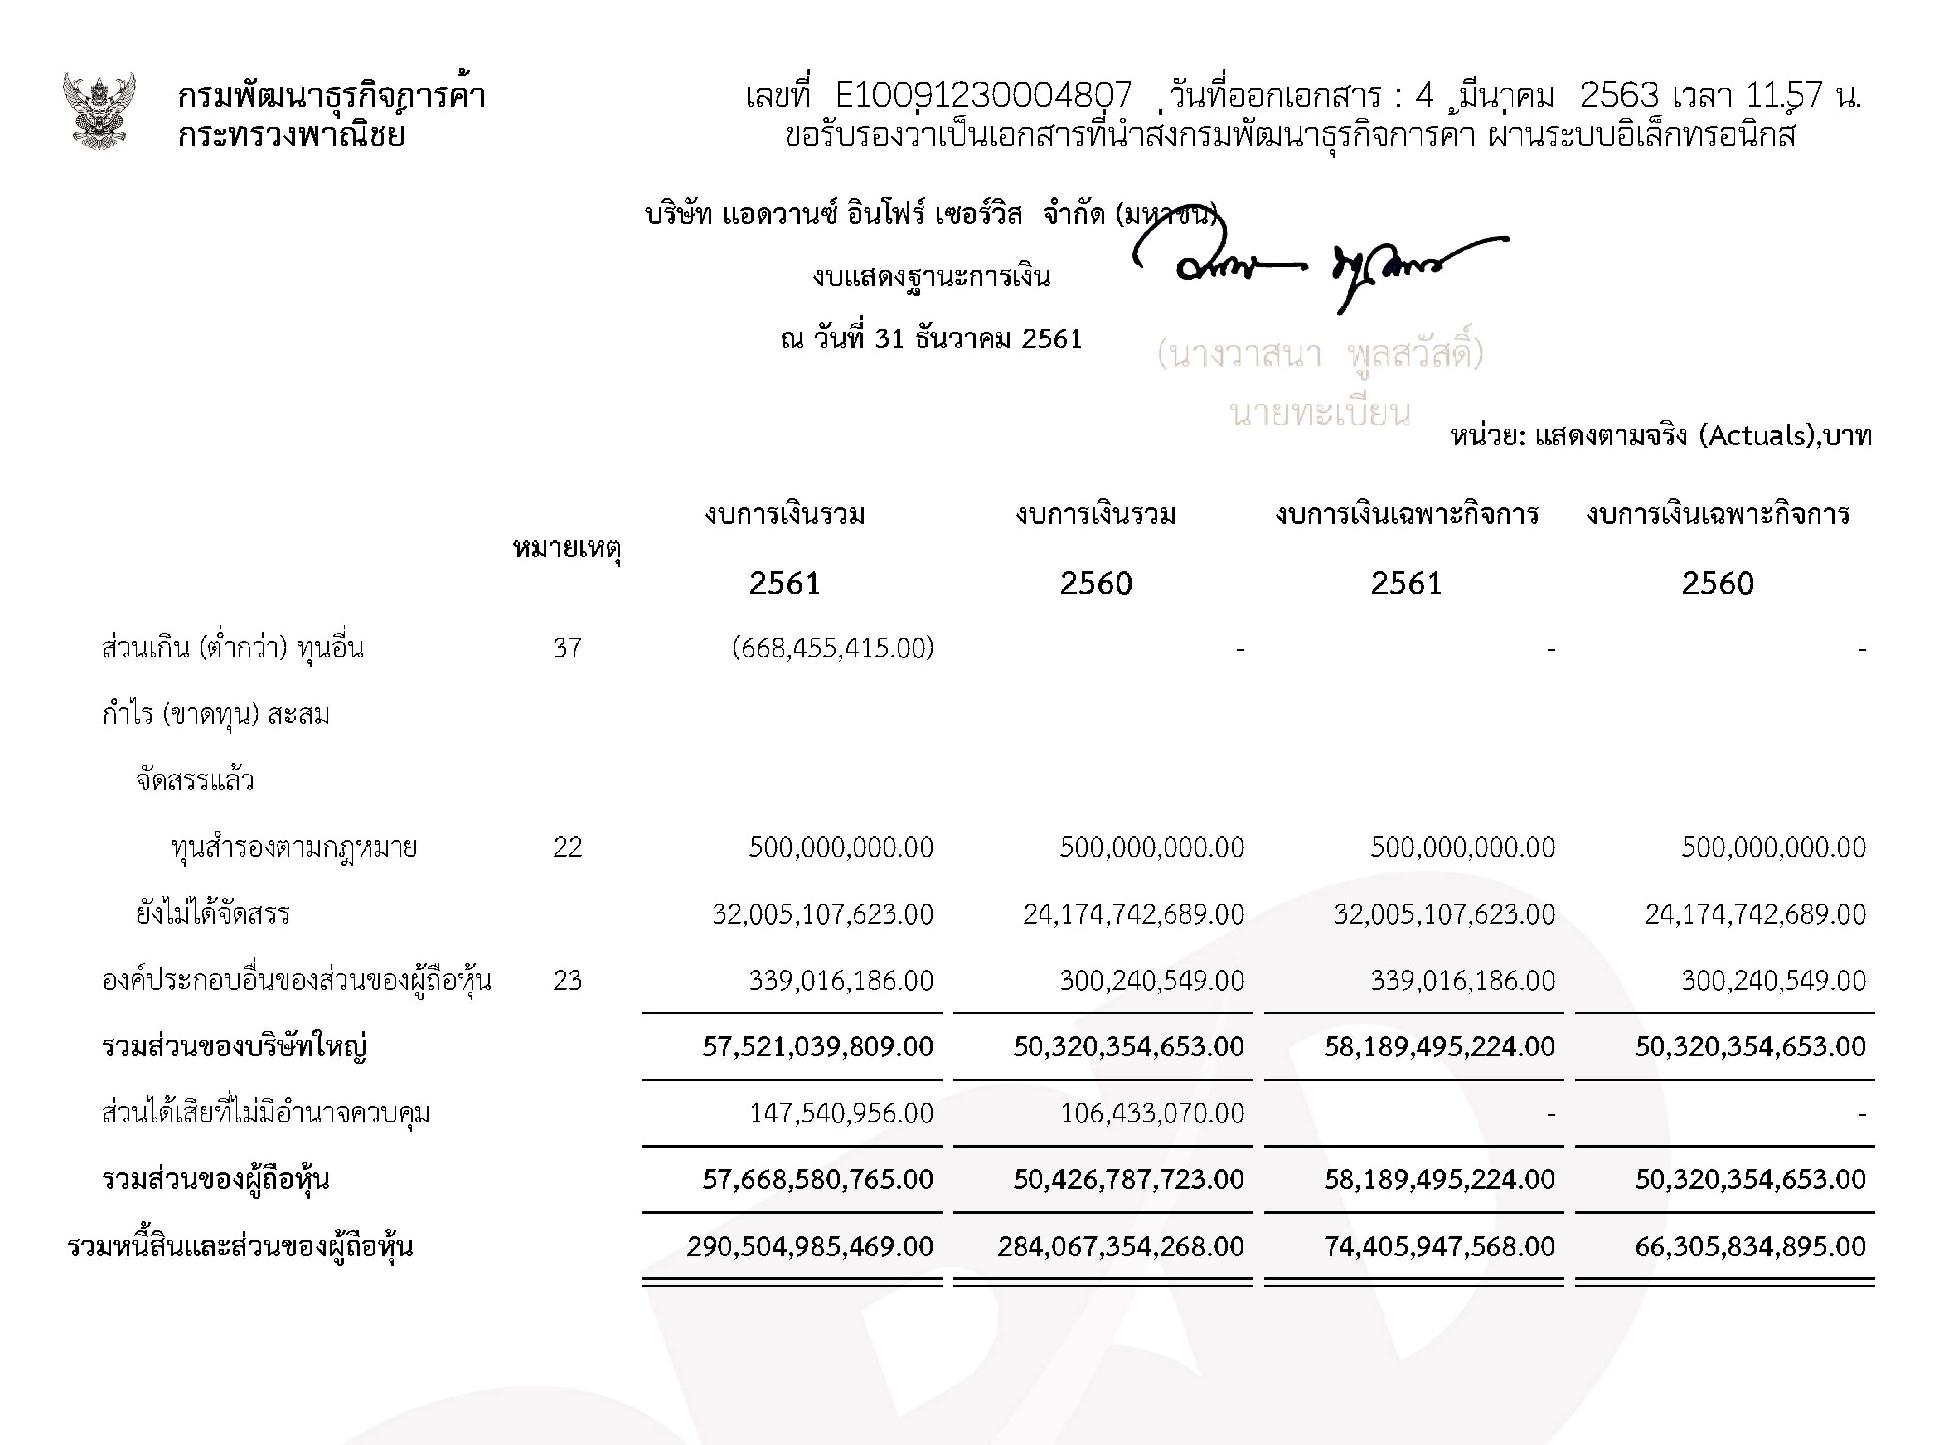 กรมพัฒนาธุรกิจการค้า
กระทรวงพาณิชย์
เลขที่ E10091230004807 วันที่ออกเอกสาร : 4 มีนาคม 2563 เวลา 11.57 น.
ขอรับรองว่าเป็นเอกสารที่นำส่งกรมพัฒนาธุรกิจการค้า ผ่านระบบอิเล็กทรอนิกส์
บริษัท แอดวานซ์ อินโฟร์ เซอร์วิส จำกัด (มหาชน)
งบแสดงฐานะการเงิน
ณ วันที่ 31 ธันวาคม 2561
(นางวาสนา พูลสวัสดิ์)
นายทะเบียน
หน่วย: แสดงตามจริง (Actuals),บาท
งบการเงินรวม งบการเงินรวม งบการเงินเฉพาะกิจการ งบการเงินเฉพาะกิจการ
หมายเหตุ
2561 2560 2561 2560
ส่วนเกิน (ต่ำกว่า) ทุนอื่น 37 (668,455,415.00) - - -
กำไร (ขาดทุน) สะสม
จัดสรรแล้ว
ทุนสำรองตามกฎหมาย 22 500,000,000.00 500,000,000.00 500,000,000.00 500,000,000.00
ยังไม่ได้จัดสรร 32,005,107,623.00 24,174,742,689.00 32,005,107,623.00 24,174,742,689.00
องค์ประกอบอื่นของส่วนของผู้ถือหุ้น 23 339,016,186.00 300,240,549.00 339,016,186.00 300,240,549.00
รวมส่วนของบริษัทใหญ่ 57,521,039,809.00 50,320,354,653.00 58,189,495,224.00 50,320,354,653.00
ส่วนได้เสียที่ไม่มีอำนาจควบคุม 147,540,956.00 106,433,070.00 - -
รวมส่วนของผู้ถือหุ้น 57,668,580,765.00 50,426,787,723.00 58,189,495,224.00 50,320,354,653.00
รวมหนี้สินและส่วนของผู้ถือหุ้น 290,504,985,469.00 284,067,354,268.00 74,405,947,568.00 66,305,834,895.00